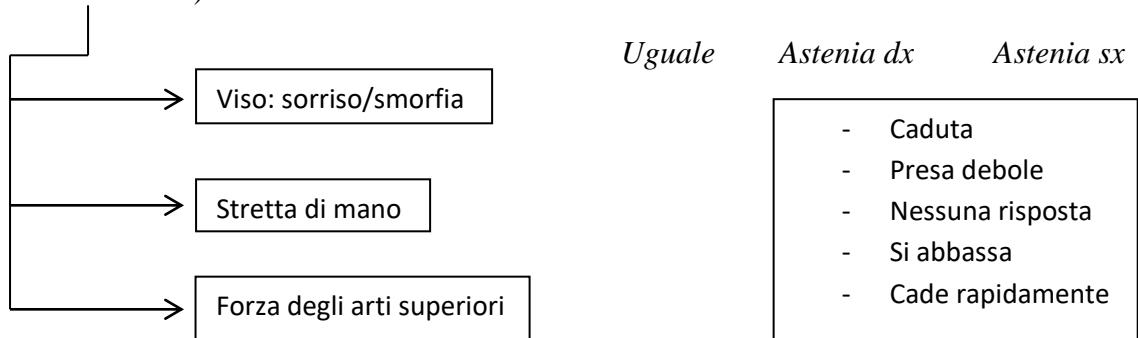 Uguale Astenia dx Astenia sx
Viso: sorriso/smorfia
- Caduta
- Presa debole
Stretta di mano
- Nessuna risposta
- Si abbassa
Forza degli arti superiori
- Cade rapidamente